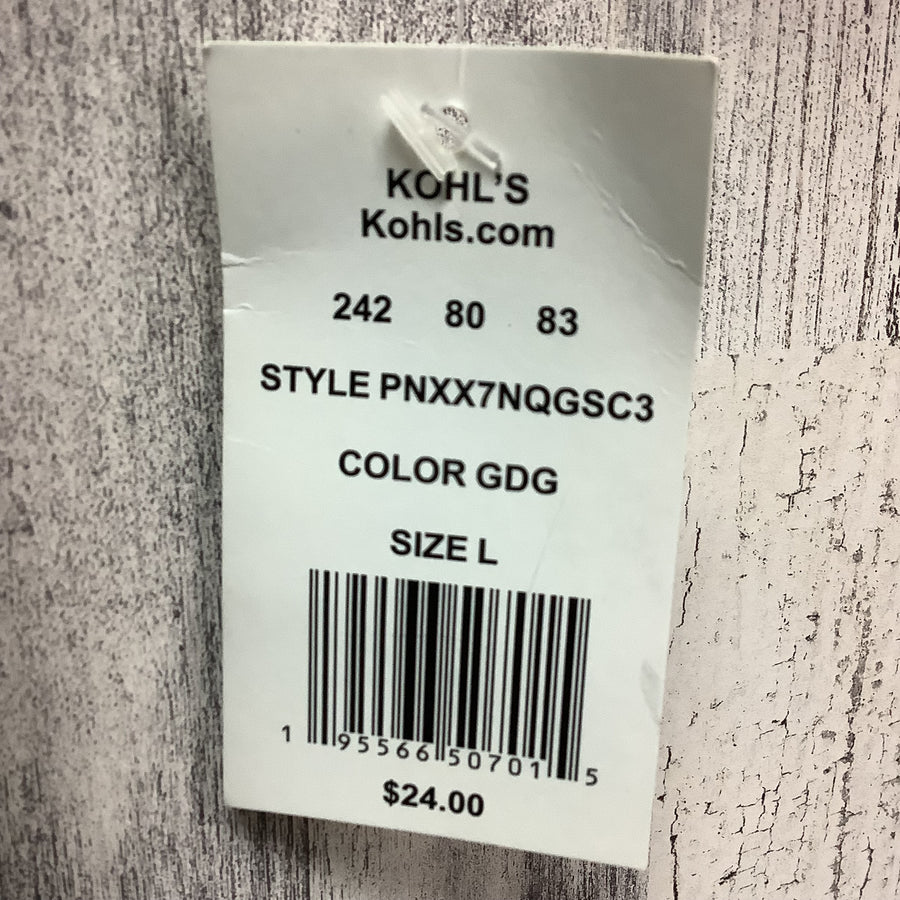 KOHL'S
Kohls.com
242 80 83
STYLE PNXX7NQGSC3
COLOR GDG
SIZE L
1 95566 50701 5
$24.00